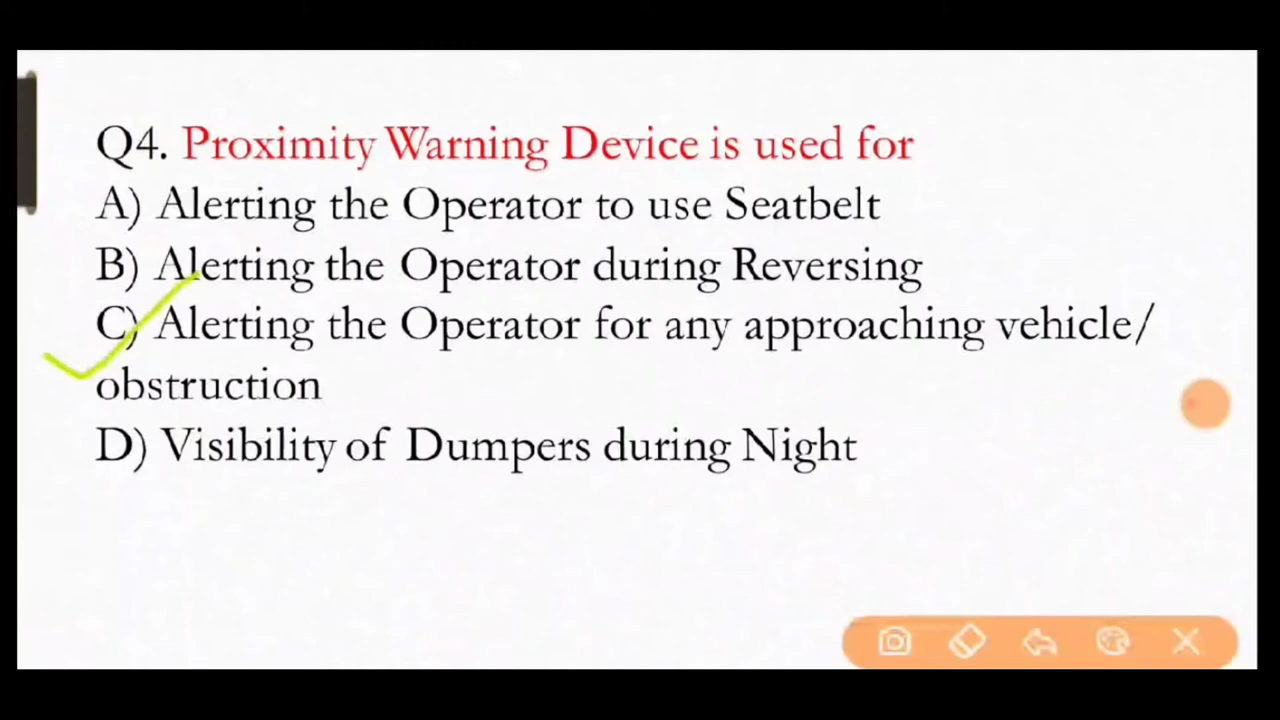 Q4. Proximity Warning Device is used for
A) Alerting the Operator to use Seatbelt
B) Alerting the Operator during Reversing
C) Alerting the Operator for any approaching vehicle/
obstruction
D) Visibility of Dumpers during Night